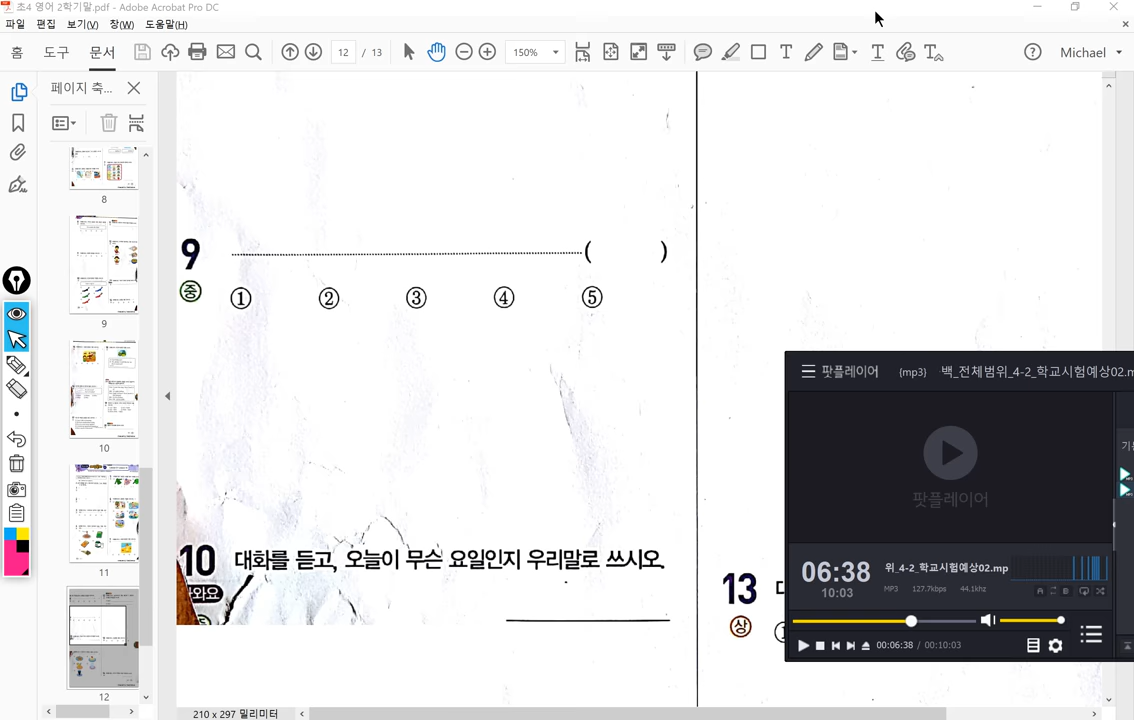 초4 영어 2학기말.pdf - Adobe Acrobat Pro DC
파일 편집 보기(V) 창(W) 도움말(H)
홈 도구 문서 12 / 13 150% Michael
페이지 축...
8
9
10
11
12
9 ( )
중 ① ② ③ ④ ⑤
10 대화를 듣고, 오늘이 무슨 요일인지 우리말로 쓰시오.
와요
13
상
210 x 297 밀리미터
팟플레이어 (mp3) 백_전체범위_4-2_학교시험예상02.m
팟플레이어
06:38 위_4-2_학교시험예상02.mp
10:03 MP3 127.7kbps 44.1khz
00:06:38 / 00:10:03